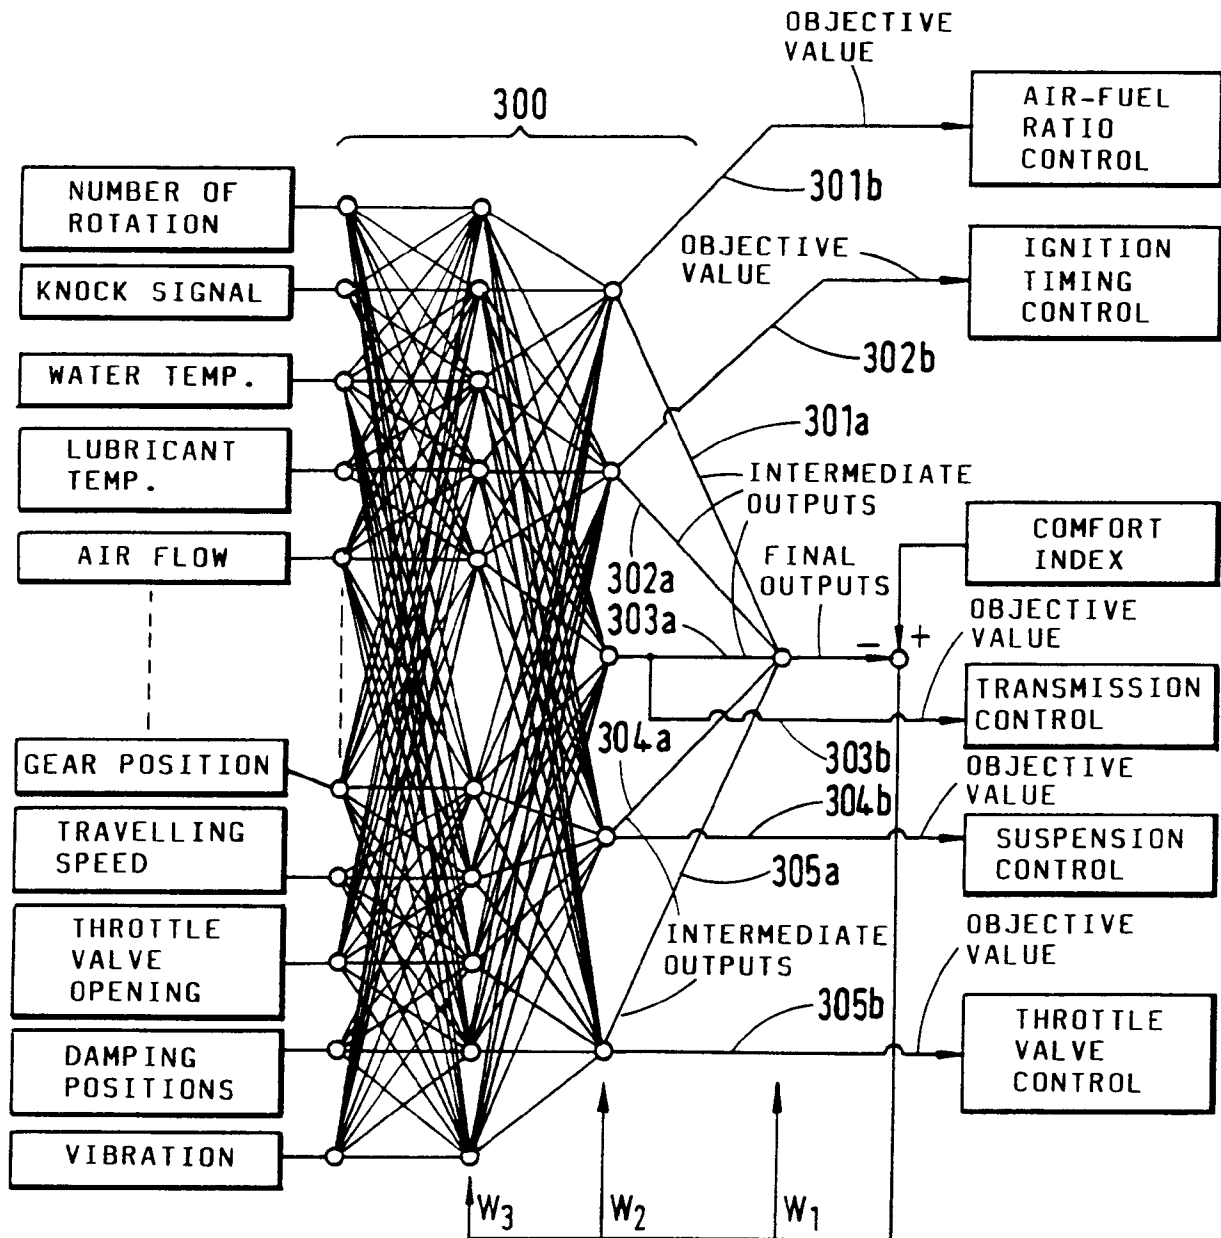 OBJECTIVE
VALUE
AIR-FUEL
RATIO
CONTROL
300
301b
NUMBER OF
ROTATION
OBJECTIVE
VALUE
IGNITION
TIMING
CONTROL
KNOCK SIGNAL
302b
WATER TEMP.
301a
LUBRICANT
TEMP.
INTERMEDIATE
OUTPUTS
COMFORT
INDEX
AIR FLOW
302a
FINAL
OUTPUTS
303a
- +
OBJECTIVE
VALUE
TRANSMISSION
CONTROL
304a
303b
GEAR POSITION
OBJECTIVE
VALUE
304b
TRAVELLING
SPEED
SUSPENSION
CONTROL
305a
THROTTLE
VALVE
OPENING
INTERMEDIATE
OUTPUTS
OBJECTIVE
VALUE
305b
DAMPING
POSITIONS
THROTTLE
VALVE
CONTROL
VIBRATION
W3 W2 W1